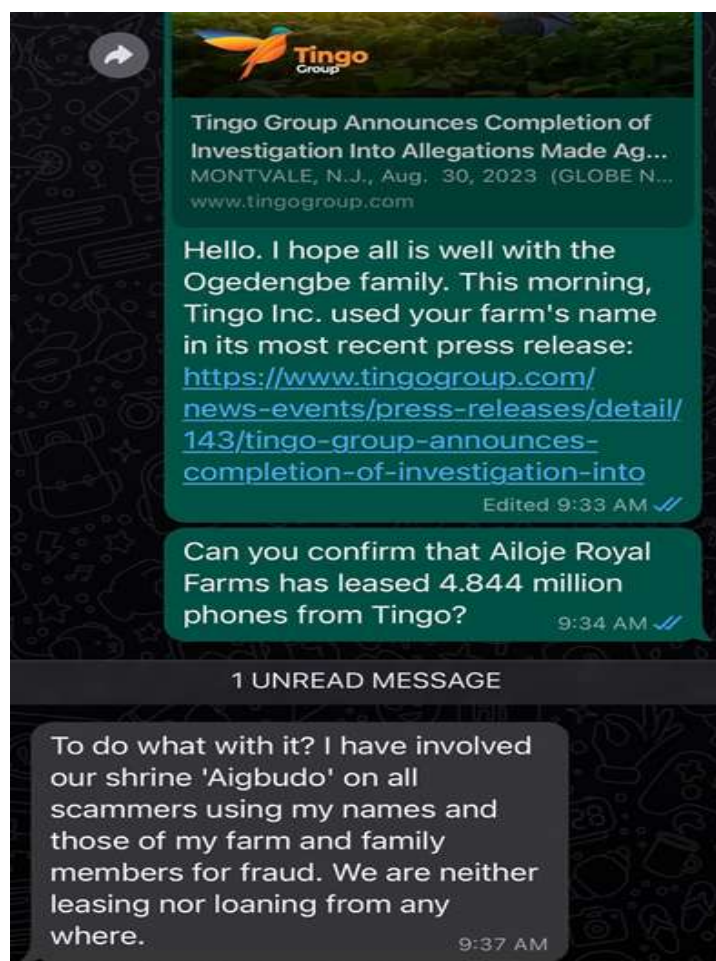 Tingo
Group
Tingo Group Announces Completion of
Investigation Into Allegations Made Ag...
MONTVALE, N.J., Aug. 30, 2023 (GLOBE N...
www.tingogroup.com
Hello. I hope all is well with the
Ogedengbe family. This morning,
Tingo Inc. used your farm's name
in its most recent press release:
https://www.tingogroup.com/
news-events/press-releases/detail/
143/tingo-group-announces-
completion-of-investigation-into
Edited 9:33 AM
Can you confirm that Ailoje Royal
Farms has leased 4.844 million
phones from Tingo?
9:34 AM
1 UNREAD MESSAGE
To do what with it? I have involved
our shrine 'Aigbudo' on all
scammers using my names and
those of my farm and family
members for fraud. We are neither
leasing nor loaning from any
where.
9:37 AM